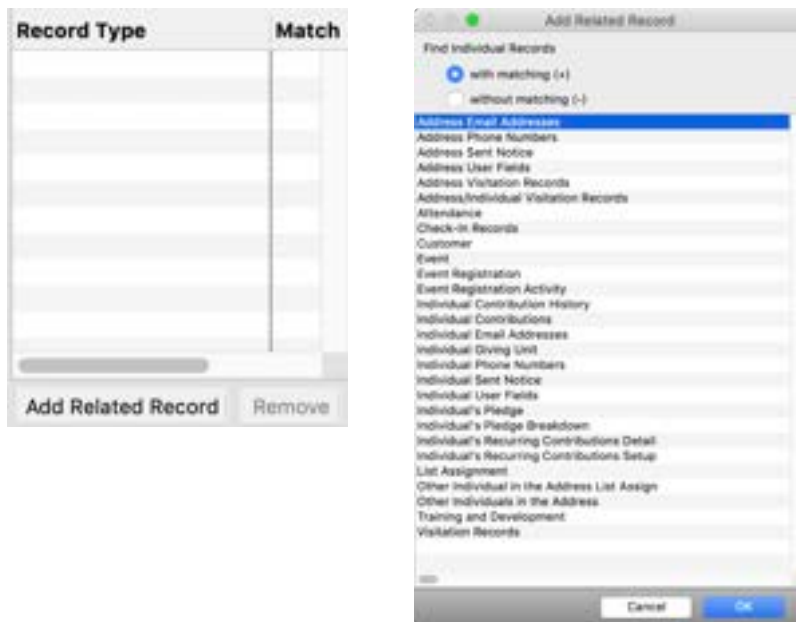 Record Type Match
Add Related Record Remove
Add Related Record
Find Individual Records
with matching (+)
without matching (-)
Address Email Addresses
Address Phone Numbers
Address Sent Notice
Address User Fields
Address Visitation Records
Address/Individual Visitation Records
Attendance
Check-In Records
Customer
Event
Event Registration
Event Registration Activity
Individual Contribution History
Individual Contributions
Individual Email Addresses
Individual Giving Unit
Individual Phone Numbers
Individual Sent Notice
Individual User Fields
Individual's Pledge
Individual's Pledge Breakdown
Individual's Recurring Contributions Detail
Individual's Recurring Contributions Setup
List Assignment
Other Individual in the Address List Assign
Other Individuals in the Address
Training and Development
Visitation Records
Cancel OK